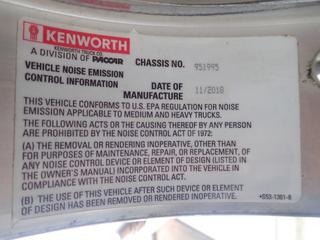 KENWORTH
KENWORTH TRUCK CO.
A DIVISION OF PACCAR
CHASSIS NO. 951995
VEHICLE NOISE EMISSION
CONTROL INFORMATION
DATE OF
MANUFACTURE 11/2018
THIS VEHICLE CONFORMS TO U.S. EPA REGULATION FOR NOISE
EMISSION APPLICABLE TO MEDIUM AND HEAVY TRUCKS.
THE FOLLOWING ACTS OR THE CAUSING THEREOF BY ANY PERSON
ARE PROHIBITED BY THE NOISE CONTROL ACT OF 1972:
(A) THE REMOVAL OR RENDERING INOPERATIVE, OTHER THAN
FOR PURPOSES OF MAINTENANCE, REPAIR, OR REPLACEMENT, OF
ANY NOISE CONTROL DEVICE OR ELEMENT OF DESIGN (LISTED IN
THE OWNER'S MANUAL) INCORPORATED INTO THE VEHICLE IN
COMPLIANCE WITH THE NOISE CONTROL ACT.
(B) THE USE OF VEHICLE AFTER SUCH DEVICE OR ELEMENT
OF DESIGN HAS BEEN REMOVED OR RENDERED INOPERATIVE.